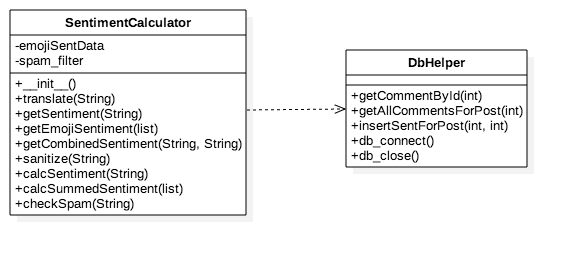 SentimentCalculator
-emojiSentData
-spam_filter
+__init__()
+translate(String)
+getSentiment(String)
+getEmojiSentiment(list)
+getCombinedSentiment(String, String)
+sanitize(String)
+calcSentiment(String)
+calcSummedSentiment(list)
+checkSpam(String)
DbHelper
+getCommentById(int)
+getAllCommentsForPost(int)
+insertSentForPost(int, int)
+db_connect()
+db_close()